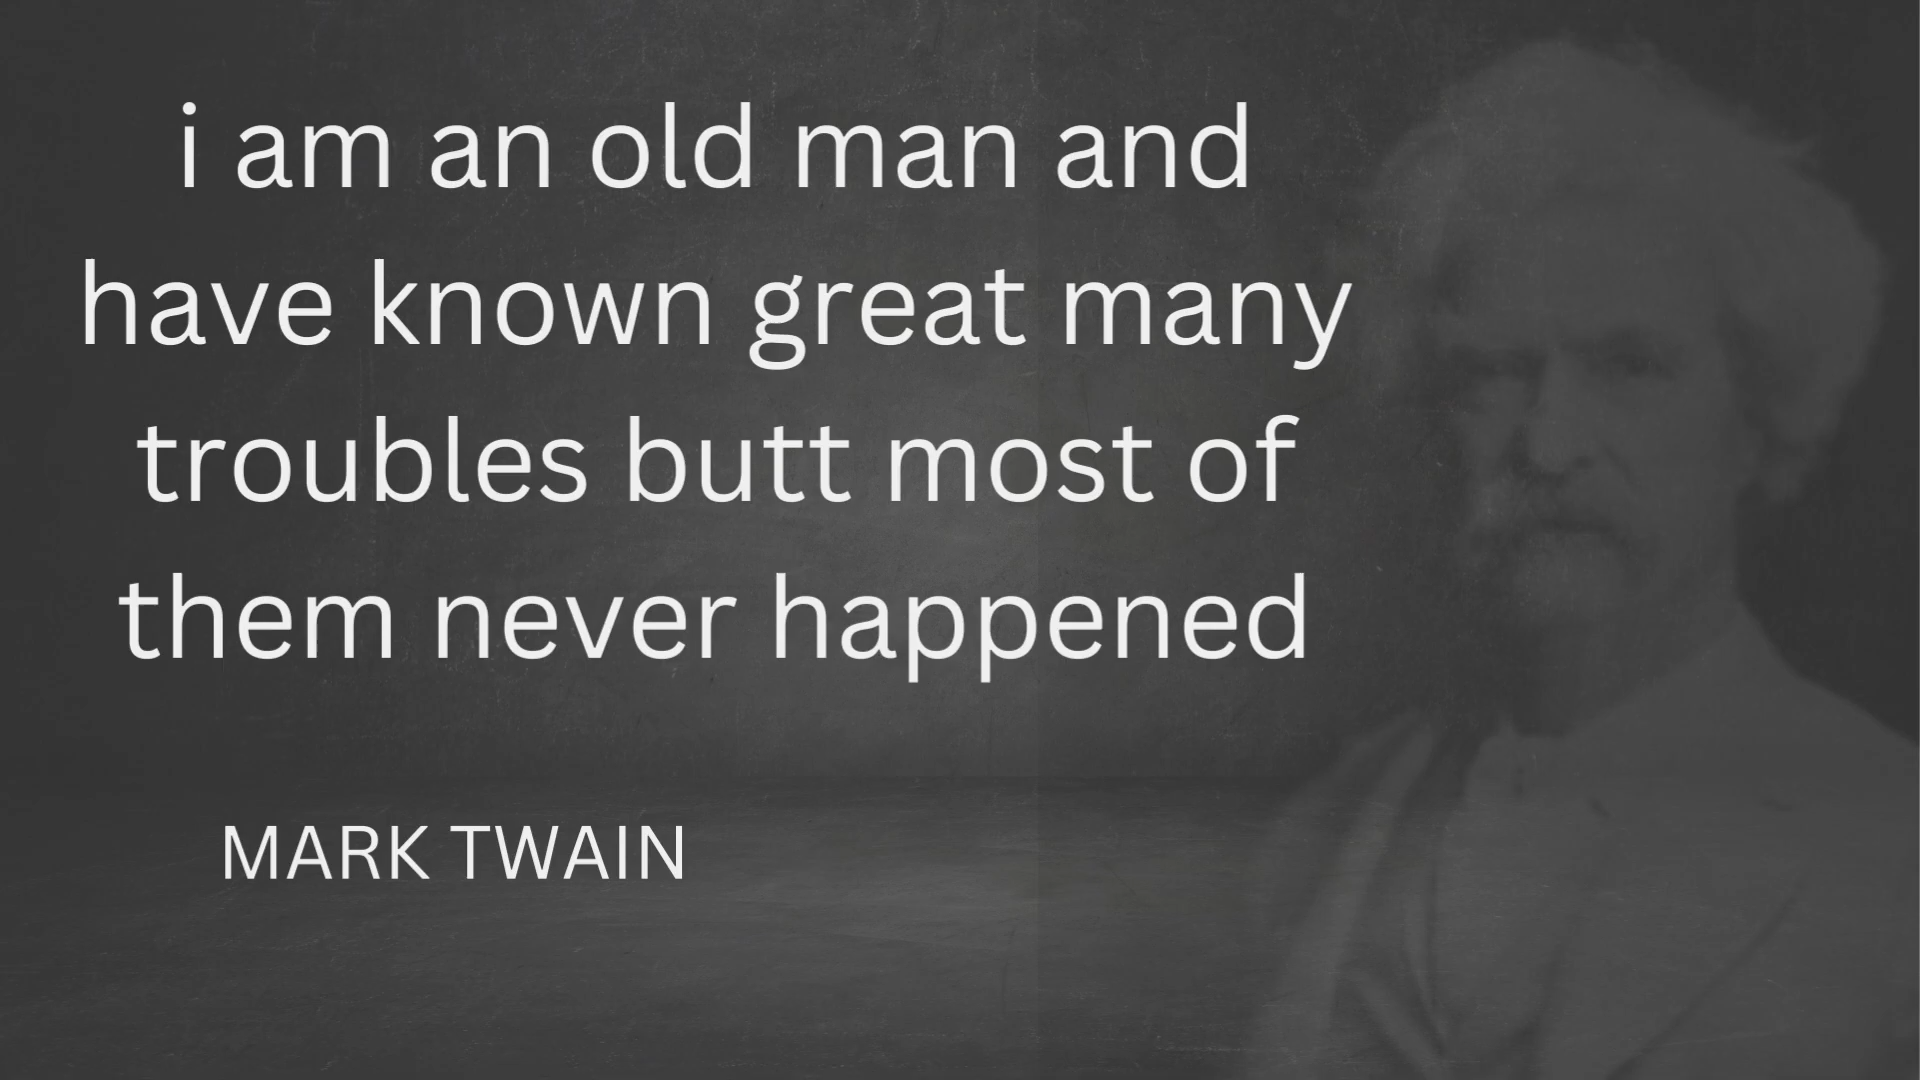 i am an old man and
have known great many
troubles butt most of
them never happened
MARK TWAIN